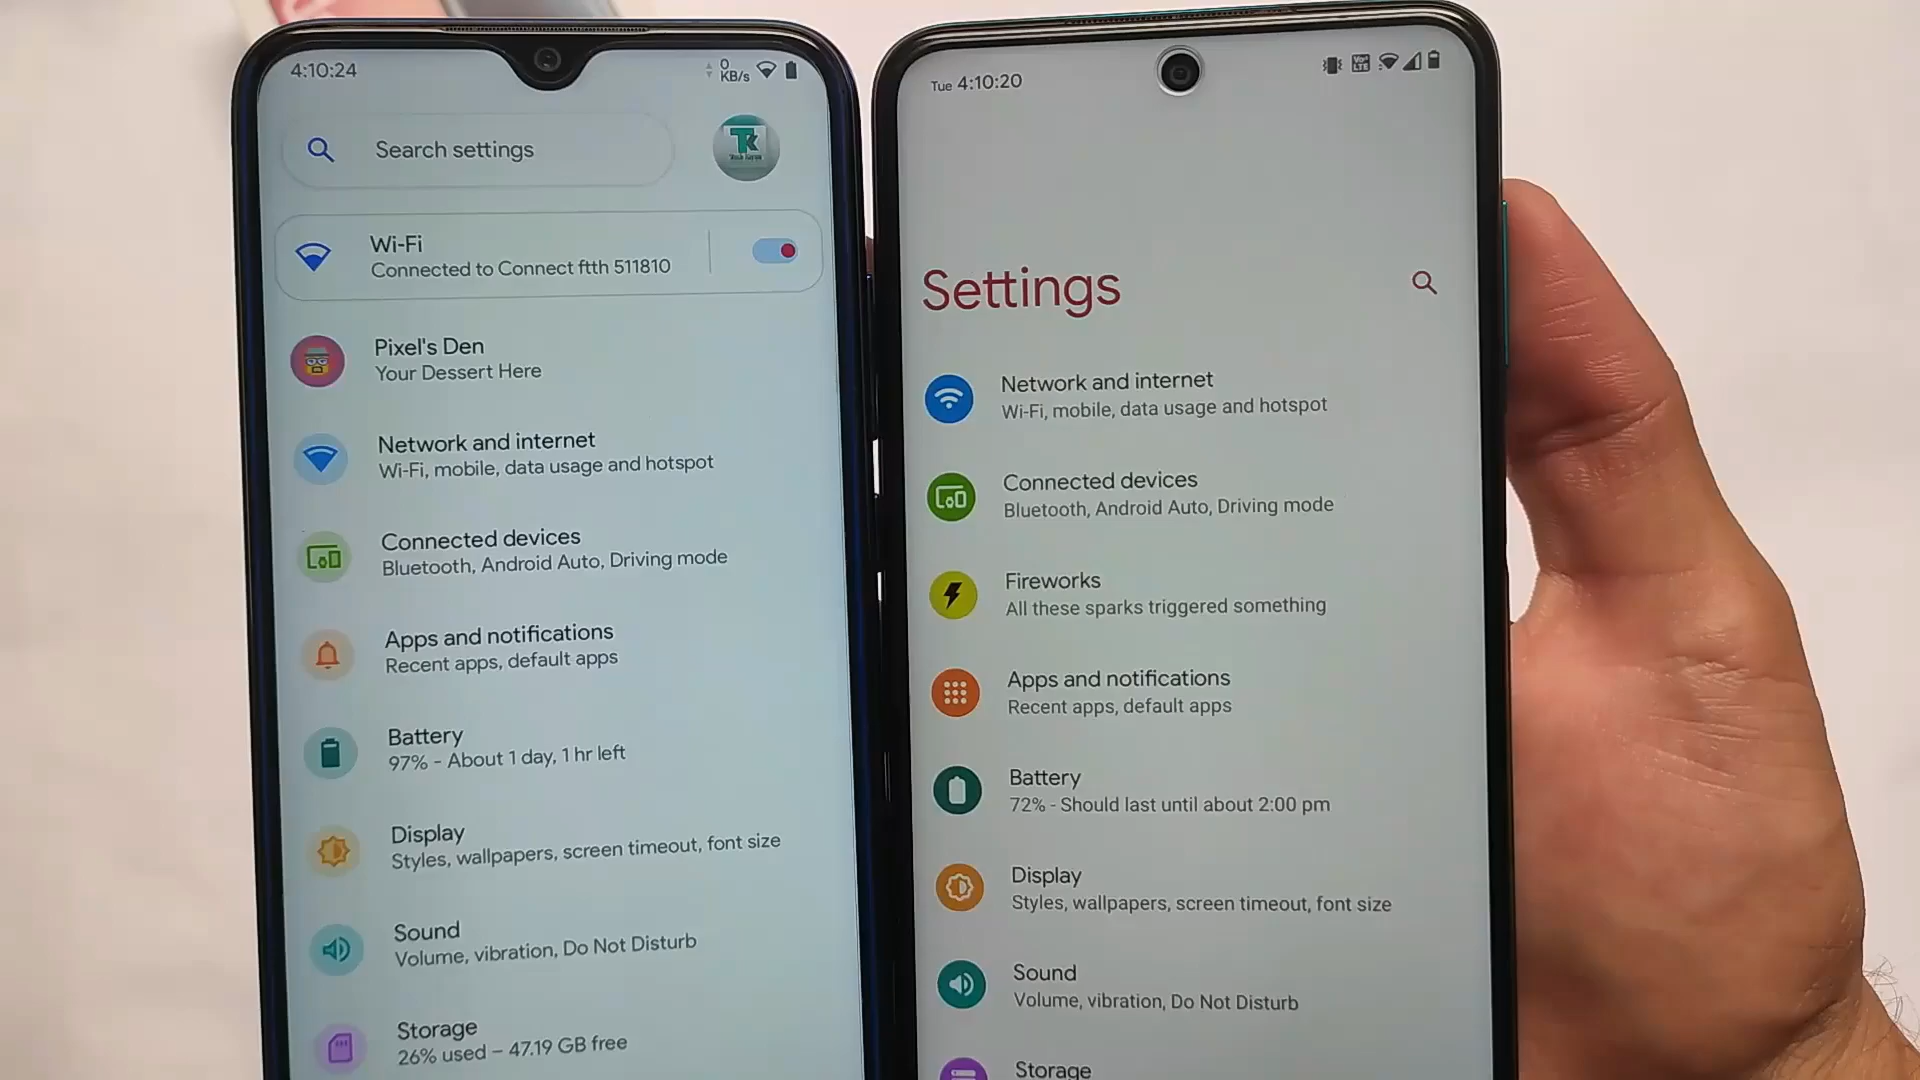 4:10:24
0
KB/s
Search settings
TK
Wi-Fi
Connected to Connect ftth 511810
Pixel's Den
Your Dessert Here
Network and internet
Wi-Fi, mobile, data usage and hotspot
Connected devices
Bluetooth, Android Auto, Driving mode
Apps and notifications
Recent apps, default apps
Battery
97% - About 1 day, 1 hr left
Display
Styles, wallpapers, screen timeout, font size
Sound
Volume, vibration, Do Not Disturb
Storage
26% used – 47.19 GB free
Tue 4:10:20
Settings
Network and internet
Wi-Fi, mobile, data usage and hotspot
Connected devices
Bluetooth, Android Auto, Driving mode
Fireworks
All these sparks triggered something
Apps and notifications
Recent apps, default apps
Battery
72% - Should last until about 2:00 pm
Display
Styles, wallpapers, screen timeout, font size
Sound
Volume, vibration, Do Not Disturb
Storage